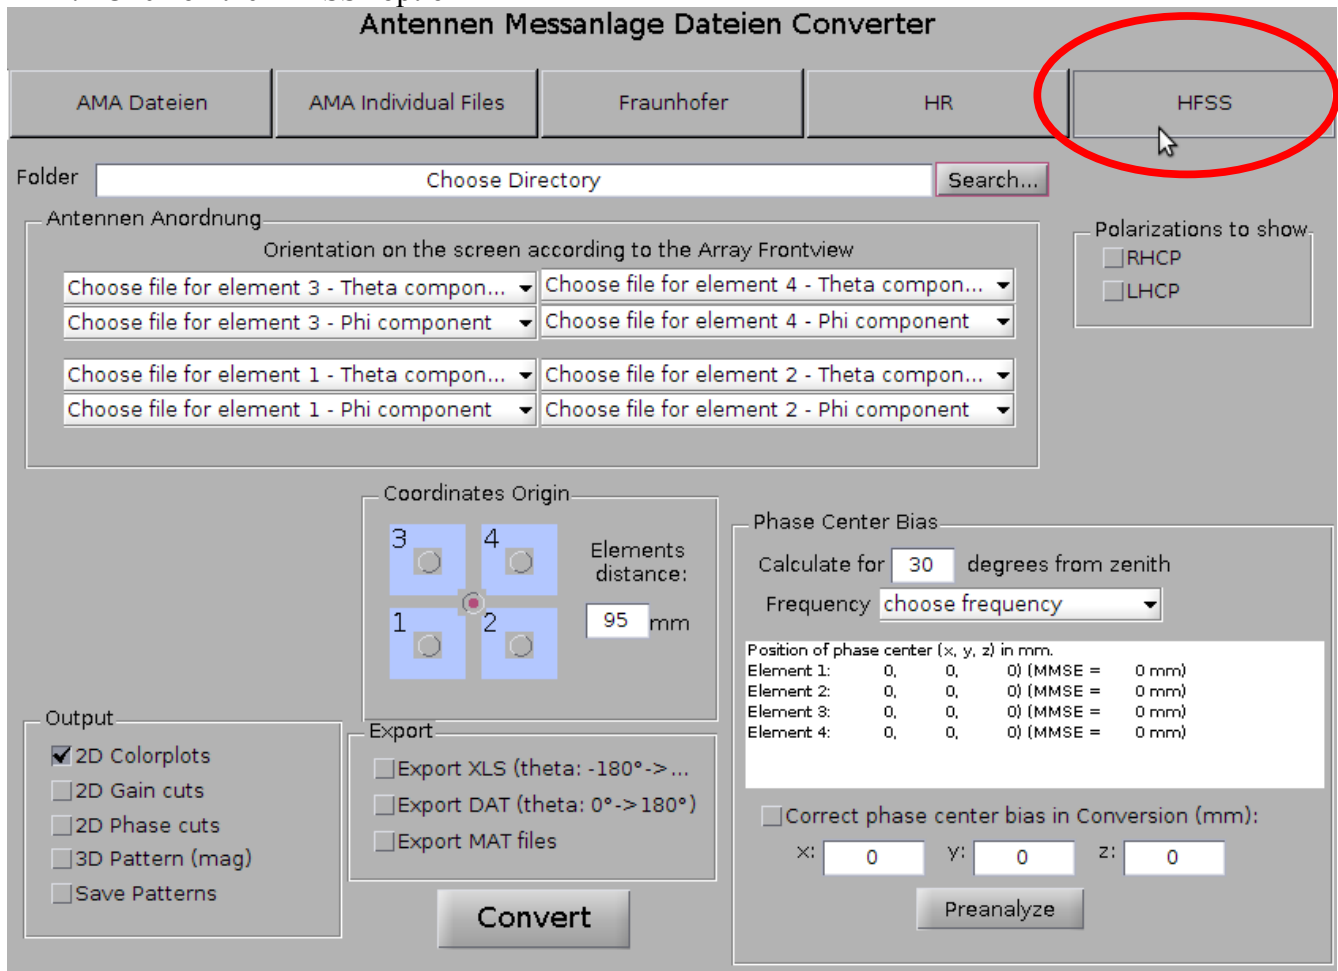 Antennen Messanlage Dateien Converter
AMA Dateien
AMA Individual Files
Fraunhofer
HR
HFSS
Folder
Choose Directory
Search...
Antennen Anordnung
Orientation on the screen according to the Array Frontview
Choose file for element 3 - Theta compon...
Choose file for element 4 - Theta compon...
Choose file for element 3 - Phi component
Choose file for element 4 - Phi component
Choose file for element 1 - Theta compon...
Choose file for element 2 - Theta compon...
Choose file for element 1 - Phi component
Choose file for element 2 - Phi component
Polarizations to show
RHCP
LHCP
Coordinates Origin
3
4
1
2
Elements
distance:
95 mm
Phase Center Bias
Calculate for 30 degrees from zenith
Frequency choose frequency
Position of phase center (x, y, z) in mm.
Element 1: 0, 0, 0) (MMSE = 0 mm)
Element 2: 0, 0, 0) (MMSE = 0 mm)
Element 3: 0, 0, 0) (MMSE = 0 mm)
Element 4: 0, 0, 0) (MMSE = 0 mm)
Correct phase center bias in Conversion (mm):
x: 0 y: 0 z: 0
Preanalyze
Output
2D Colorplots
2D Gain cuts
2D Phase cuts
3D Pattern (mag)
Save Patterns
Export
Export XLS (theta: -180°->...
Export DAT (theta: 0°->180°)
Export MAT files
Convert